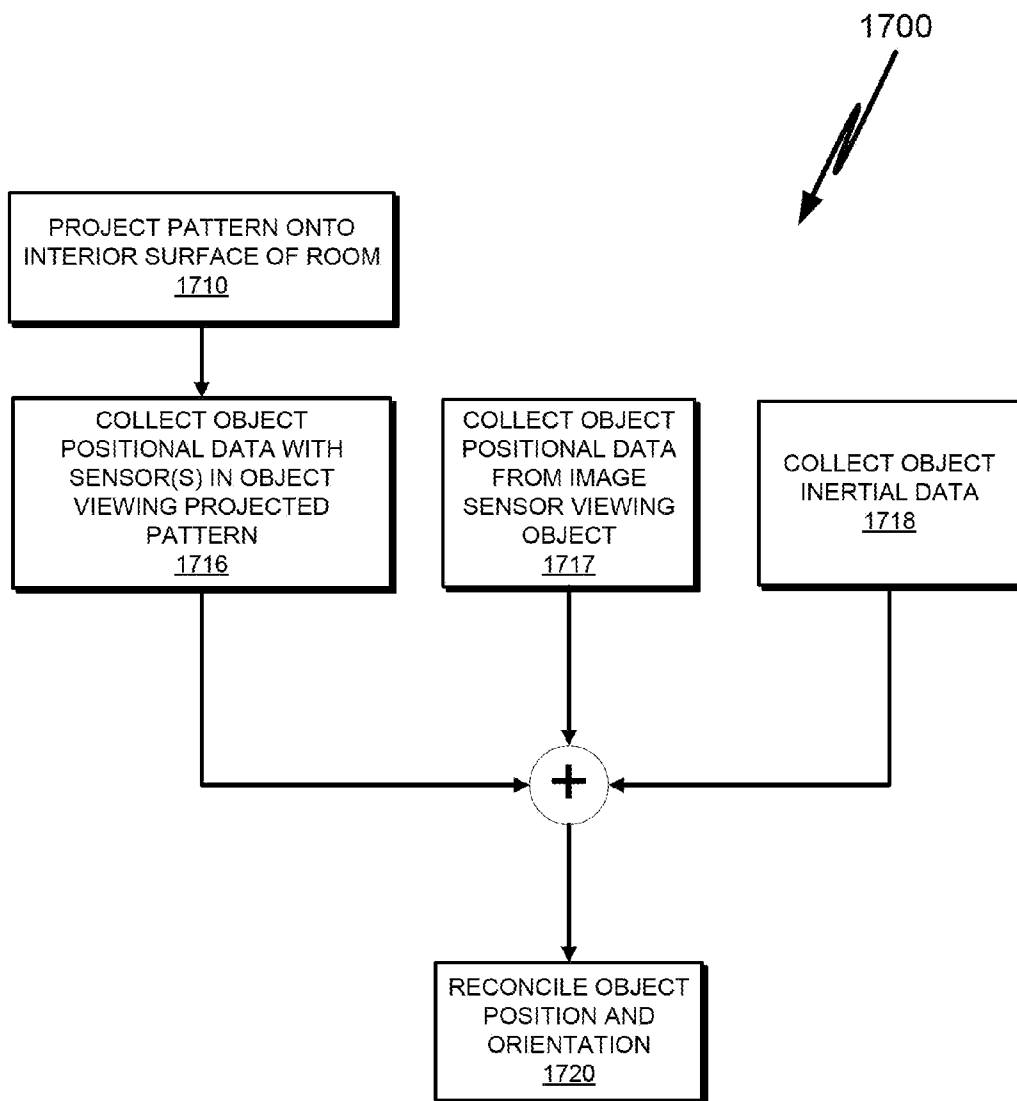 1700
PROJECT PATTERN ONTO
INTERIOR SURFACE OF ROOM
1710
COLLECT OBJECT
POSITIONAL DATA WITH
SENSOR(S) IN OBJECT
VIEWING PROJECTED
PATTERN
1716
COLLECT OBJECT
POSITIONAL DATA
FROM IMAGE
SENSOR VIEWING
OBJECT
1717
COLLECT OBJECT
INERTIAL DATA
1718
+
RECONCILE OBJECT
POSITION AND
ORIENTATION
1720